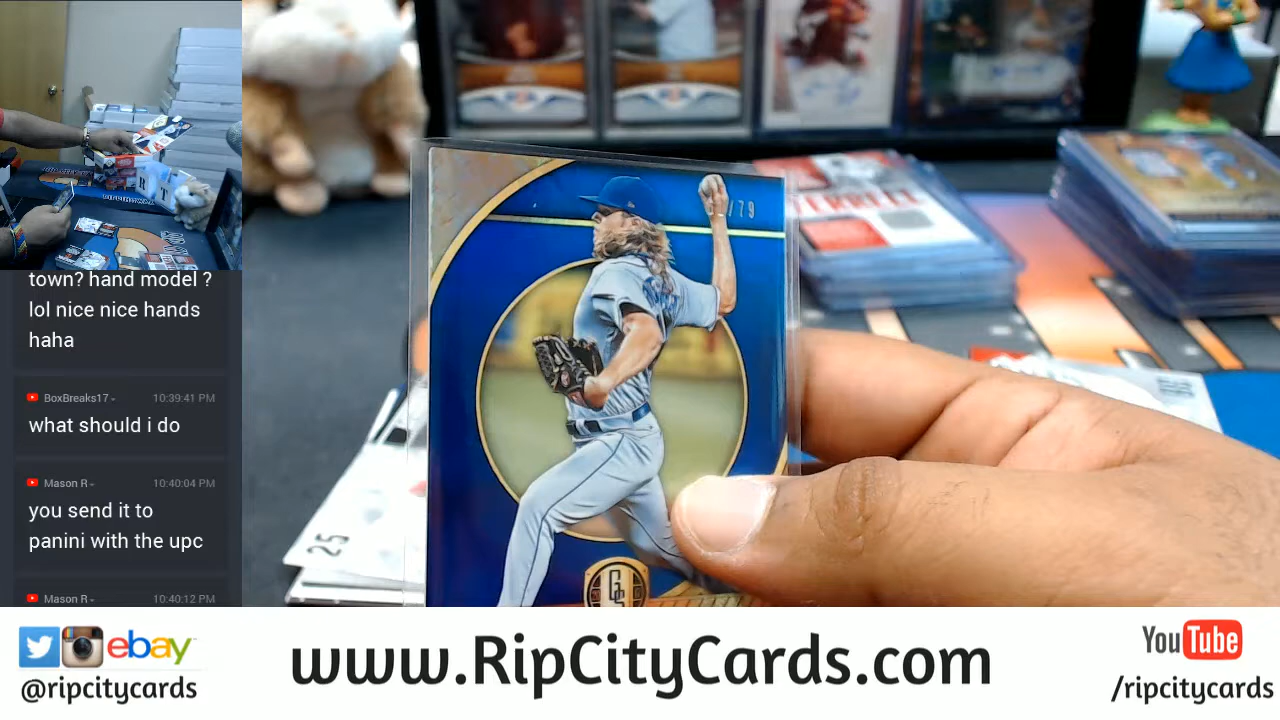 town? hand model ?
lol nice nice hands
haha
BoxBreaks17
10:39:41 PM
what should i do
Mason R
10:40:04 PM
you send it to
panini with the upc
Mason R
10:40:12 PM
/79
GS
25
ebay
@ripcitycards
www.RipCityCards.com
YouTube
/ripcitycards